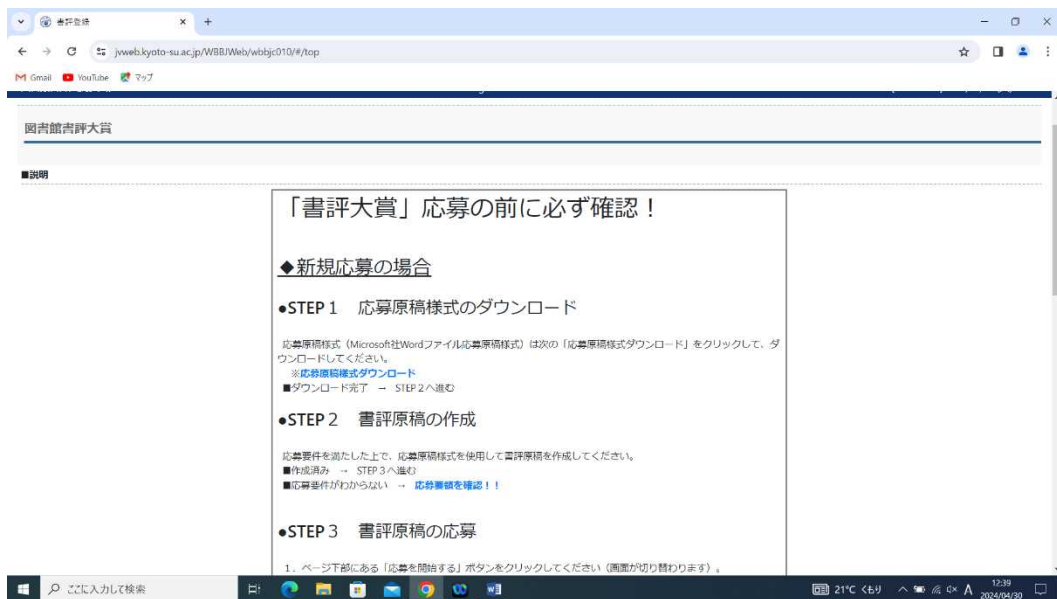 書評登録
jvweb.kyoto-su.ac.jp/WBBJWeb/wbbjc010/#/top
Gmail YouTube マップ
図書館書評大賞
■説明
「書評大賞」応募の前に必ず確認！
◆新規応募の場合
●STEP１　応募原稿様式のダウンロード
応募原稿様式（Microsoft社Wordファイル応募原稿様式）は次の「応募原稿様式ダウンロード」をクリックして、ダ
ウンロードしてください。
※応募原稿様式ダウンロード
■ダウンロード完了　→　STEP２へ進む
●STEP２　書評原稿の作成
応募要件を満たした上で、応募原稿様式を使用して書評原稿を作成してください。
■作成済み　→　STEP３へ進む
■応募要件がわからない　→　応募要領を確認！！
●STEP３　書評原稿の応募
１．ページ下部にある「応募を開始する」ボタンをクリックしてください（画面が切り替わります）。
ここに入力して検索
21°C くもり
A
12:39
2024/04/30